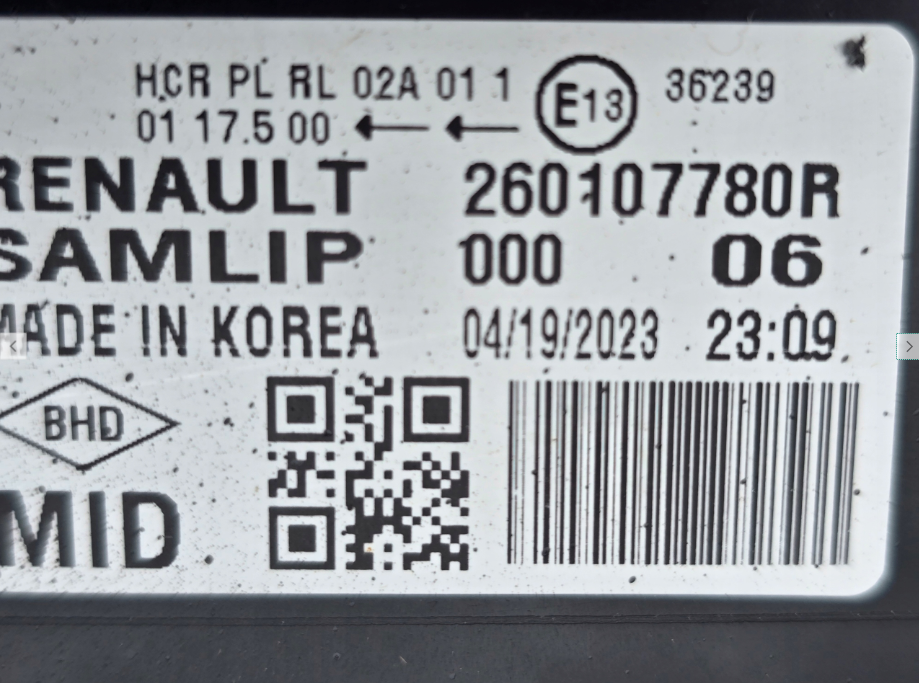 HCR PL RL 02A 01 1 E13 36239
01 17.5 00 ← ←
RENAULT 260107780R
SAMLIP 000 06
MADE IN KOREA 04/19/2023 23:09
BHD
MID